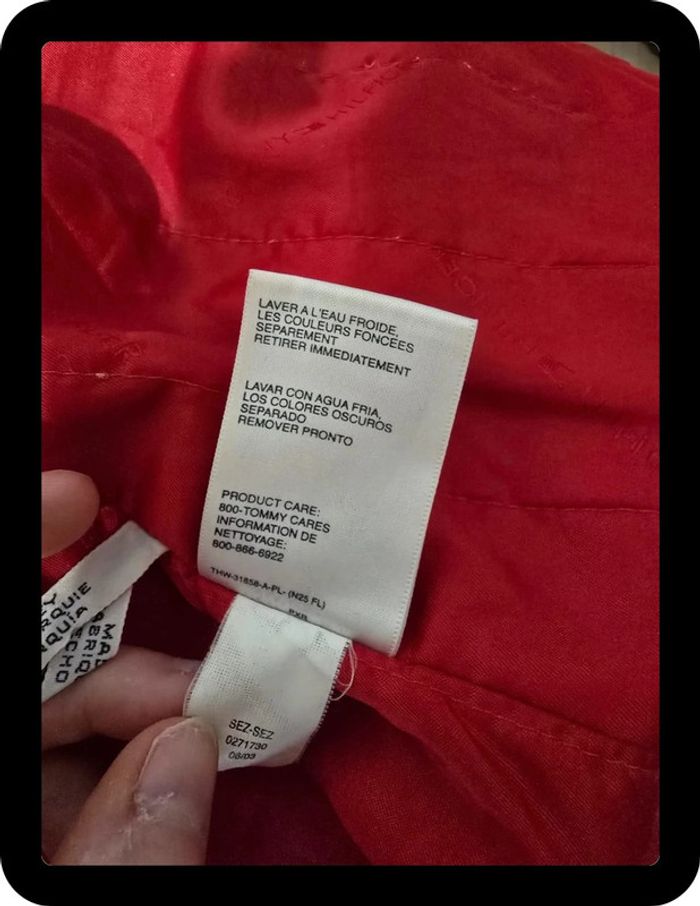 HILFIGER
LAVER A L'EAU FROIDE,
LES COULEURS FONCEES
SEPAREMENT
RETIRER IMMEDIATEMENT
LAVAR CON AGUA FRIA,
LOS COLORES OSCUROS
SEPARADO
REMOVER PRONTO
PRODUCT CARE:
800-TOMMY CARES
INFORMATION DE
NETTOYAGE:
800-866-6922
THW-31858-A-PL- (N25 FL)
SEZ-SEZ
0271730
08/03